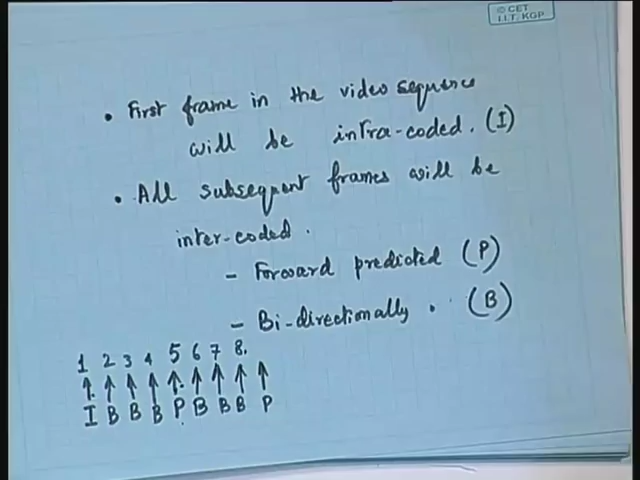 © CET
I.I.T. KGP
• First frame in the video sequence
will be intra-coded. (I)
• All subsequent frames will be
inter-coded.
- Forward predicted (P)
- Bi-directionally . . (B)
1 2 3 4 5 6 7 8.
I B B B P B B B P